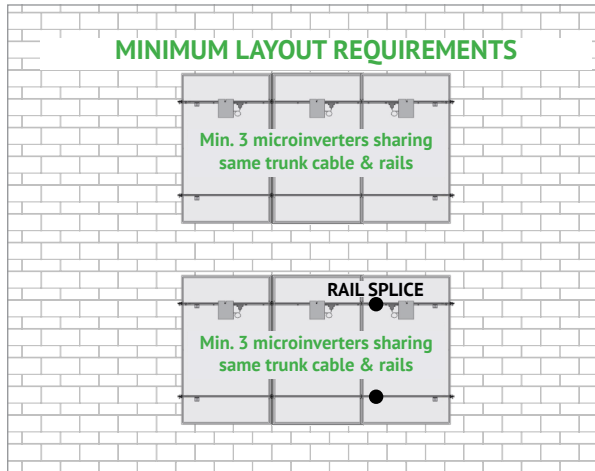 MINIMUM LAYOUT REQUIREMENTS
Min. 3 microinverters sharing
same trunk cable & rails
RAIL SPLICE
Min. 3 microinverters sharing
same trunk cable & rails